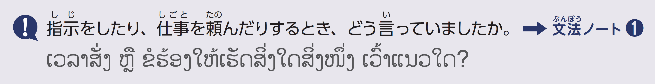 ! 指示をしたり、仕事を頼んだりするとき、どう言っていましたか。 ➡ 文法ノート❶
ເວລາສັ່ງ ຫຼື ຂໍຮ້ອງໃຫ້ເຮັດສິ່ງໃດສິ່ງໜຶ່ງ ເວົ້າແນວໃດ?